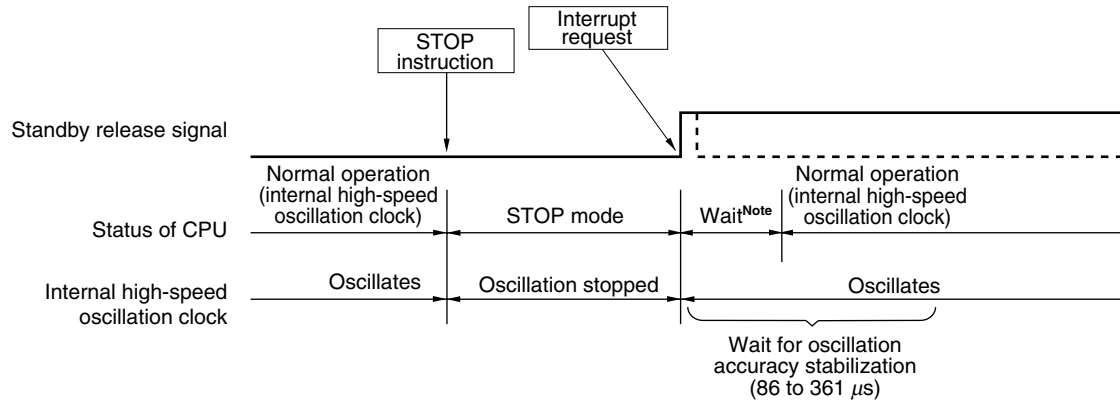 Interrupt
request
STOP
instruction
Standby release signal
Normal operation
(internal high-speed
oscillation clock)
Normal operation
(internal high-speed
oscillation clock)
Status of CPU
STOP mode
WaitNote
Internal high-speed
oscillation clock
Oscillates
Oscillation stopped
Oscillates
Wait for oscillation
accuracy stabilization
(86 to 361 μs)